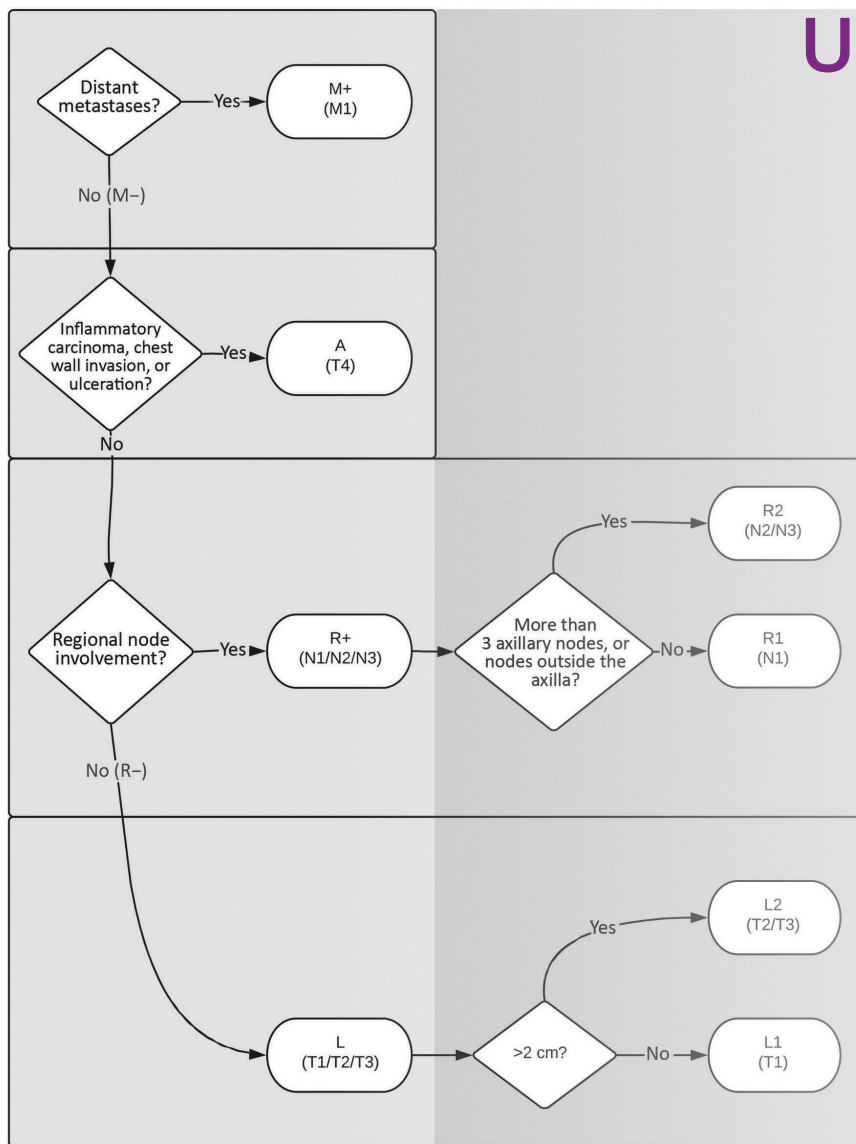 U
Distant
metastases?
Yes
M+
(M1)
No (M−)
Inflammatory
carcinoma, chest
wall invasion, or
ulceration?
Yes
A
(T4)
No
Regional node
involvement?
Yes
R+
(N1/N2/N3)
More than
3 axillary nodes, or
nodes outside the
axilla?
Yes
R2
(N2/N3)
No
R1
(N1)
No (R−)
L
(T1/T2/T3)
>2 cm?
Yes
L2
(T2/T3)
No
L1
(T1)